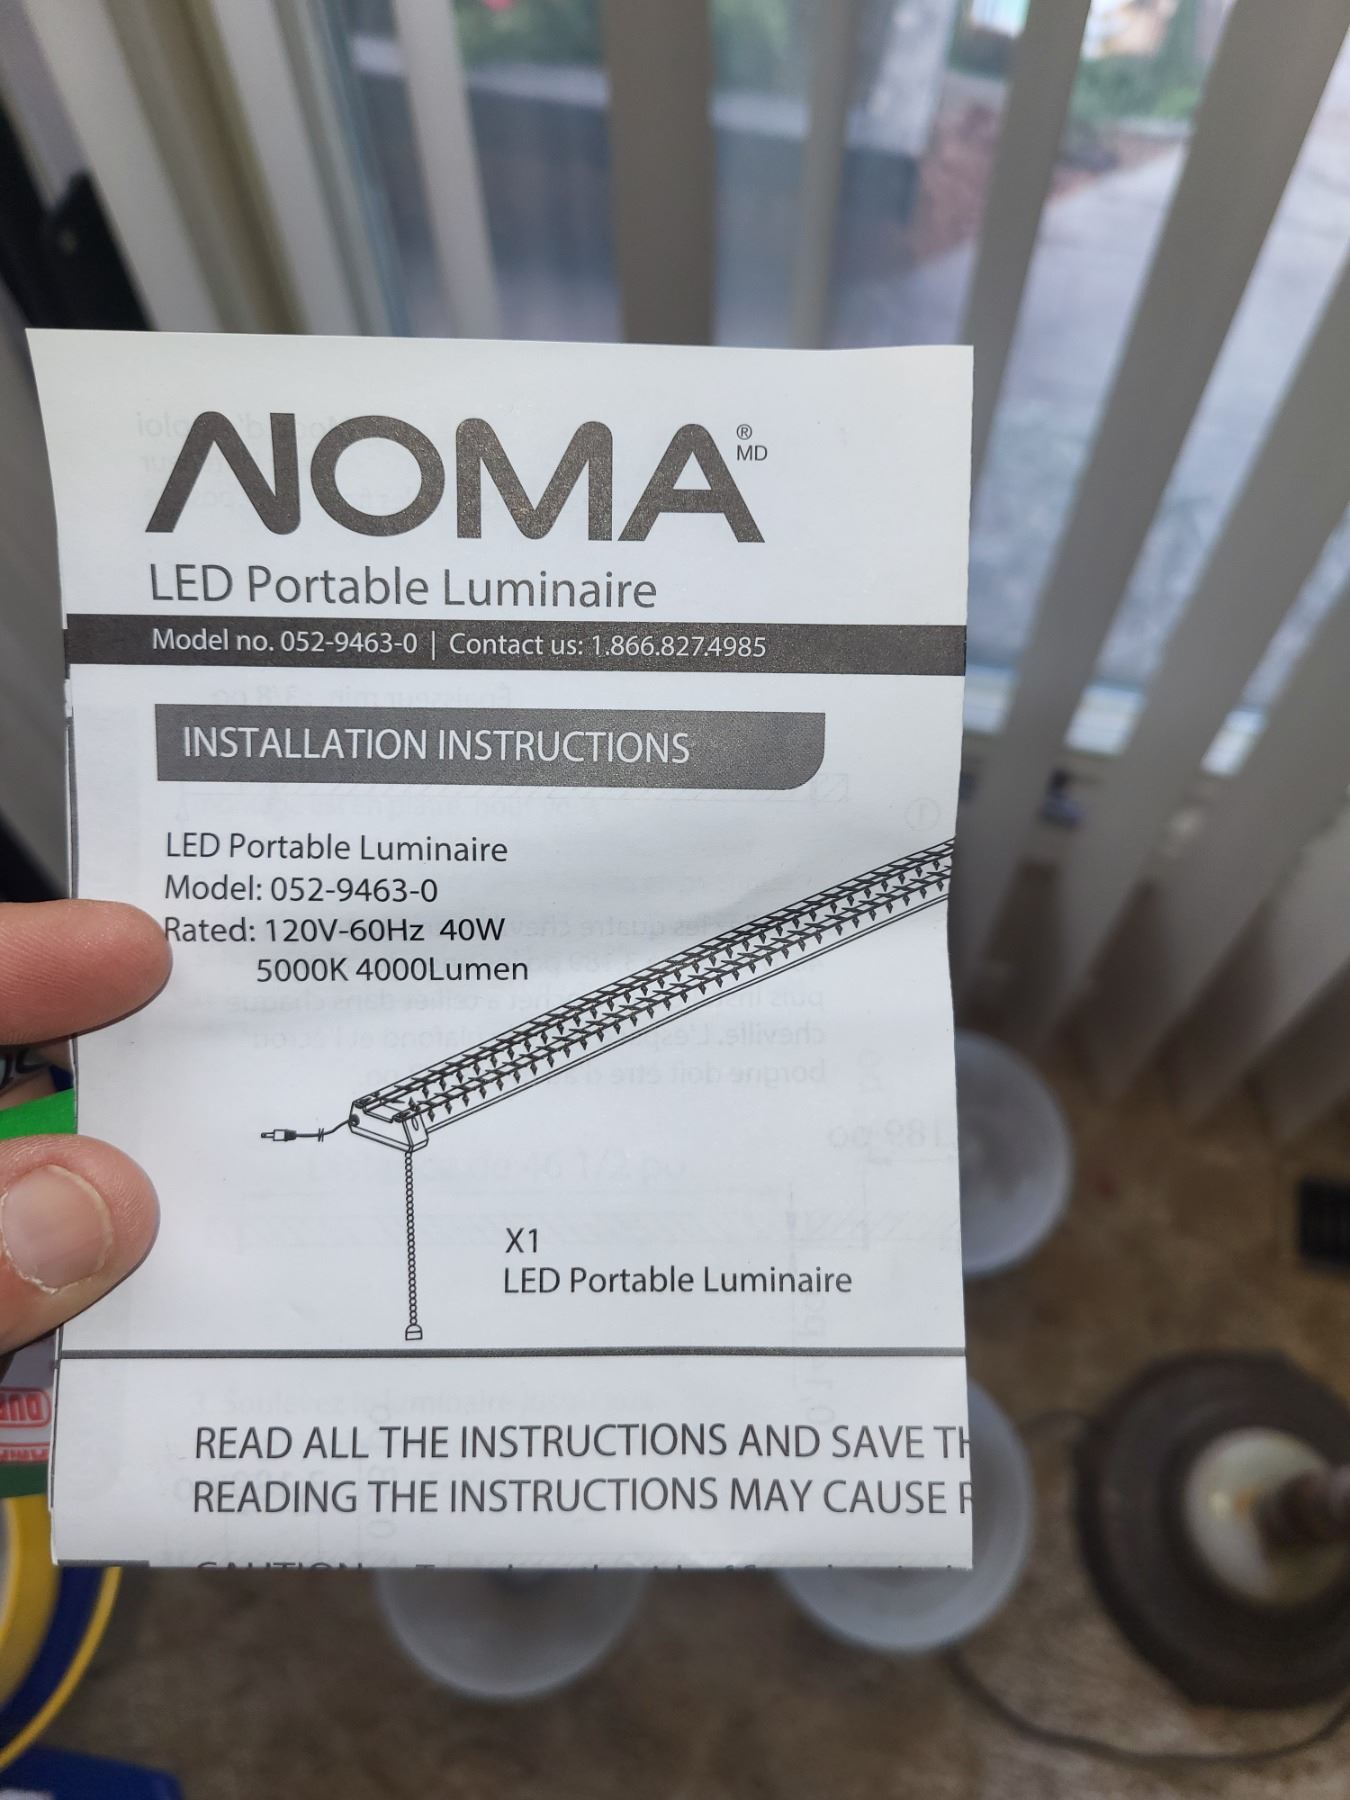 NOMA®
MD
LED Portable Luminaire
Model no. 052-9463-0 | Contact us: 1.866.827.4985
INSTALLATION INSTRUCTIONS
LED Portable Luminaire
Model: 052-9463-0
Rated: 120V-60Hz 40W
5000K 4000Lumen
X1
LED Portable Luminaire
READ ALL THE INSTRUCTIONS AND SAVE TH
READING THE INSTRUCTIONS MAY CAUSE